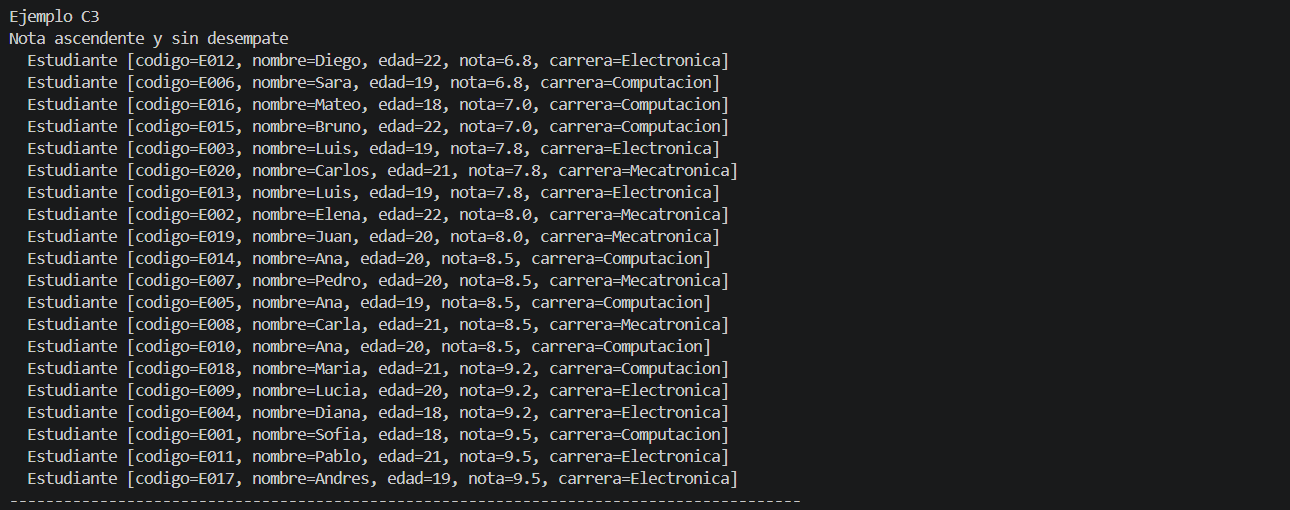 Ejemplo C3
Nota ascendente y sin desempate
Estudiante [codigo=E012, nombre=Diego, edad=22, nota=6.8, carrera=Electronica]
Estudiante [codigo=E006, nombre=Sara, edad=19, nota=6.8, carrera=Computacion]
Estudiante [codigo=E016, nombre=Mateo, edad=18, nota=7.0, carrera=Computacion]
Estudiante [codigo=E015, nombre=Bruno, edad=22, nota=7.0, carrera=Computacion]
Estudiante [codigo=E003, nombre=Luis, edad=19, nota=7.8, carrera=Electronica]
Estudiante [codigo=E020, nombre=Carlos, edad=21, nota=7.8, carrera=Mecatronica]
Estudiante [codigo=E013, nombre=Luis, edad=19, nota=7.8, carrera=Electronica]
Estudiante [codigo=E002, nombre=Elena, edad=22, nota=8.0, carrera=Mecatronica]
Estudiante [codigo=E019, nombre=Juan, edad=20, nota=8.0, carrera=Mecatronica]
Estudiante [codigo=E014, nombre=Ana, edad=20, nota=8.5, carrera=Computacion]
Estudiante [codigo=E007, nombre=Pedro, edad=20, nota=8.5, carrera=Mecatronica]
Estudiante [codigo=E005, nombre=Ana, edad=19, nota=8.5, carrera=Computacion]
Estudiante [codigo=E008, nombre=Carla, edad=21, nota=8.5, carrera=Mecatronica]
Estudiante [codigo=E010, nombre=Ana, edad=20, nota=8.5, carrera=Computacion]
Estudiante [codigo=E018, nombre=Maria, edad=21, nota=9.2, carrera=Computacion]
Estudiante [codigo=E009, nombre=Lucia, edad=20, nota=9.2, carrera=Electronica]
Estudiante [codigo=E004, nombre=Diana, edad=18, nota=9.2, carrera=Electronica]
Estudiante [codigo=E001, nombre=Sofia, edad=18, nota=9.5, carrera=Computacion]
Estudiante [codigo=E011, nombre=Pablo, edad=21, nota=9.5, carrera=Electronica]
Estudiante [codigo=E017, nombre=Andres, edad=19, nota=9.5, carrera=Electronica]
----------------------------------------------------------------------------------------